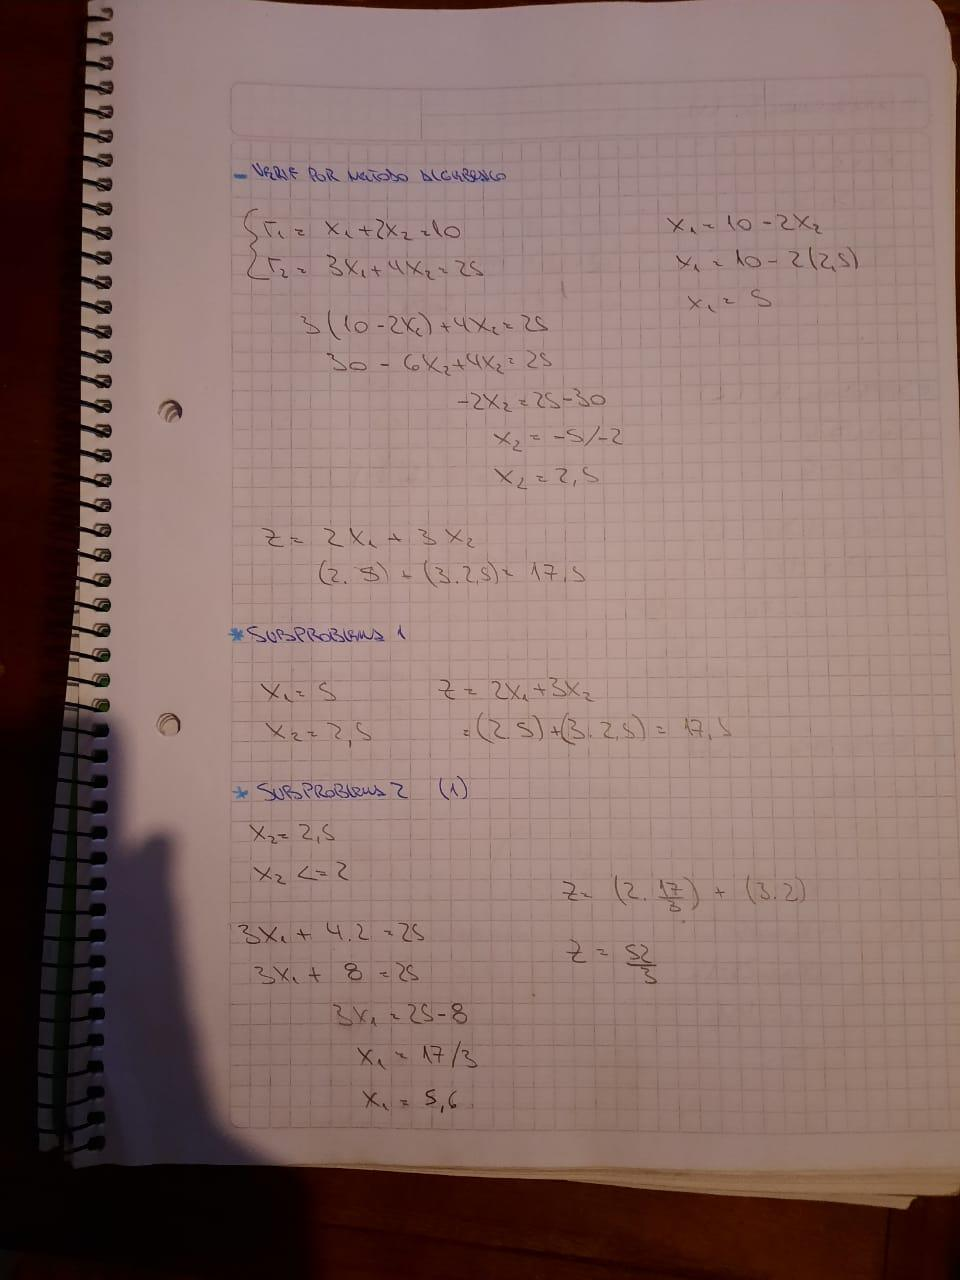 - VERIF POR METODO ALGEBRAICO
r₁ = x₁ + 2x₂ = 10
r₂ = 3x₁ + 4x₂ = 25
3(10 - 2x₂) + 4x₂ = 25
30 - 6x₂ + 4x₂ = 25
-2x₂ = 25 - 30
x₂ = -5/-2
x₂ = 2,5
x₁ = 10 - 2x₂
x₁ = 10 - 2(2,5)
x₁ = 5
Z = 2x₁ + 3x₂
(2. 5) + (3. 2,5) = 17,5
* SUBPROBLEMA 1
x₁ = 5
x₂ = 2,5
Z = 2x₁ + 3x₂
= (2 5) + (3. 2,5) = 17,5
* SUBPROBLEMA 2 (1)
x₂ = 2,5
x₂ <= 2
3x₁ + 4.2 = 25
3x₁ + 8 = 25
3x₁ = 25 - 8
x₁ = 17/3
x₁ = 5,6
Z = (2. 17/3) + (3.2)
Z = 52/3